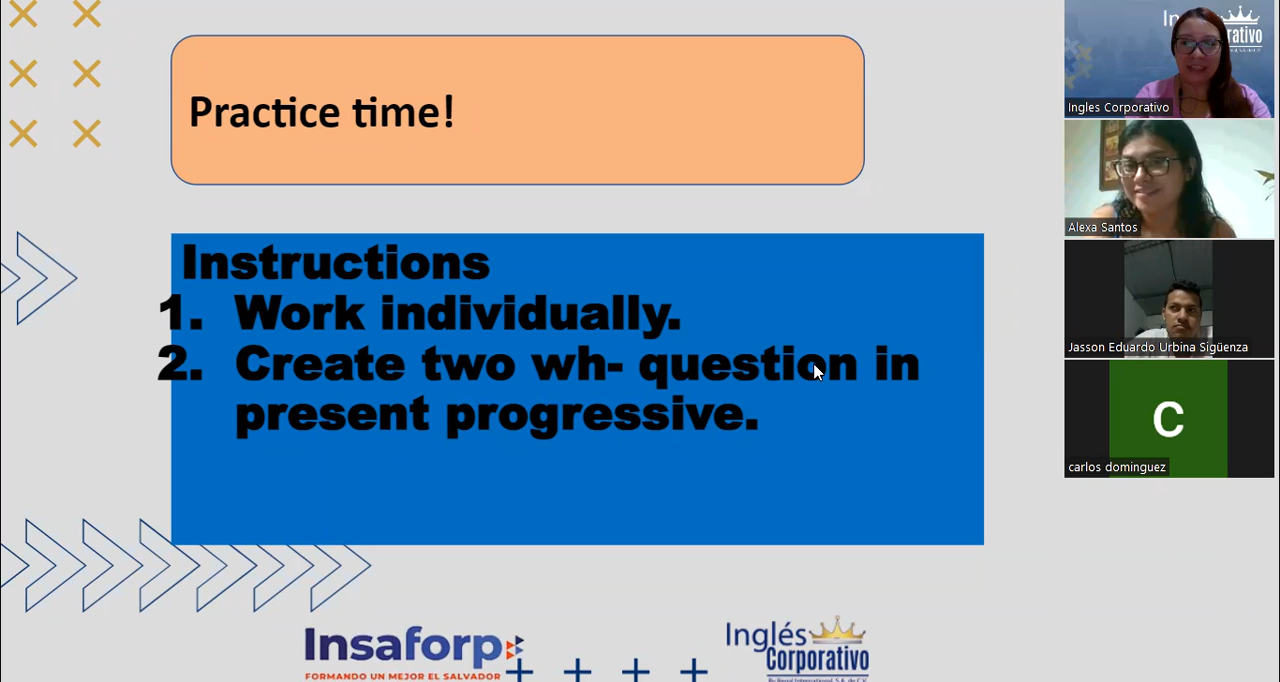 Practice time!
Instructions
1. Work individually.
2. Create two wh- question in
present progressive.
Insaforp
FORMANDO UN MEJOR EL SALVADOR
Inglés
Corporativo
Ingles Corporativo
Alexa Santos
Jasson Eduardo Urbina Sigüenza
C
carlos dominguez